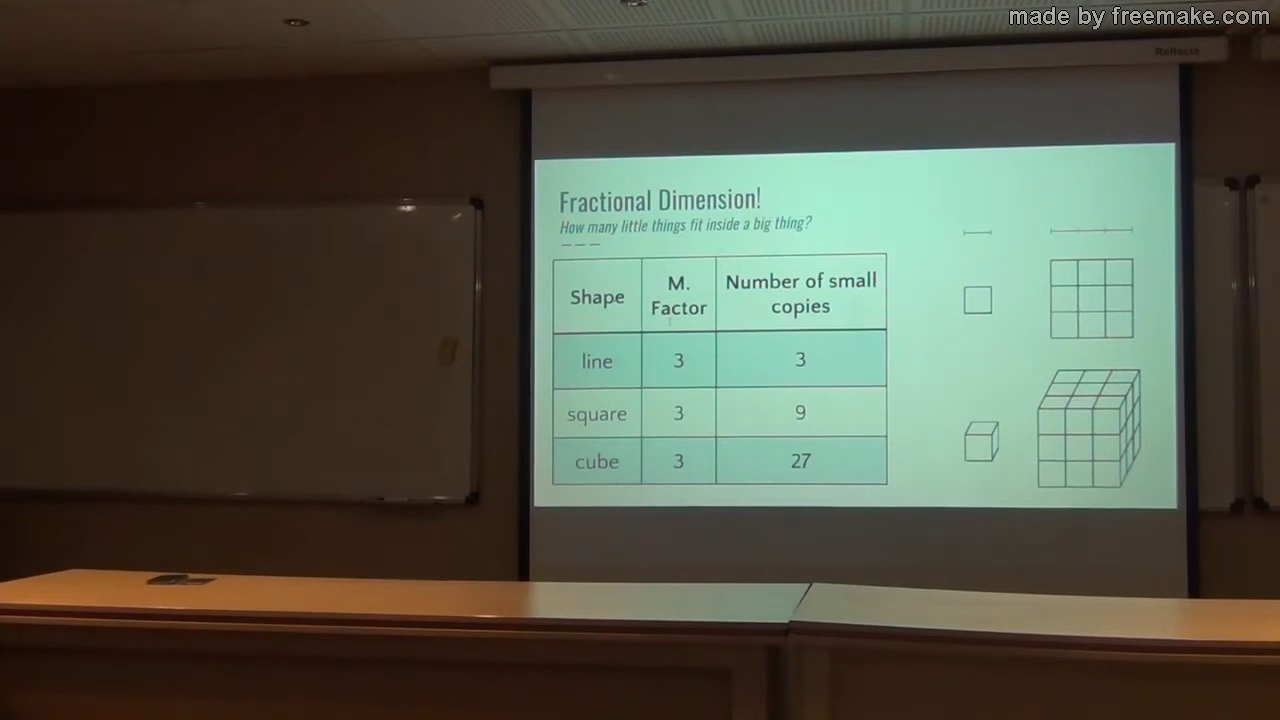 made by freemake.com
Reflecta
Fractional Dimension!
How many little things fit inside a big thing?
Shape
M.
Factor
Number of small
copies
line 3 3
square 3 9
cube 3 27